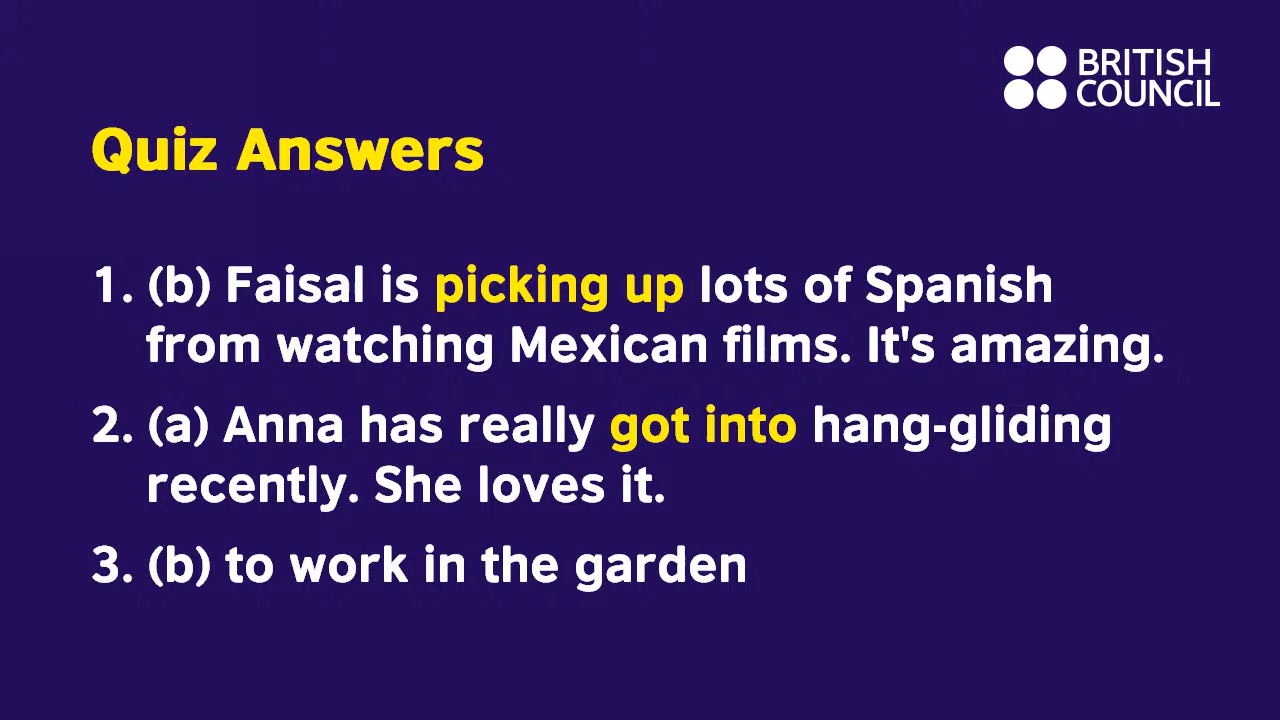 BRITISH
COUNCIL
Quiz Answers
1. (b) Faisal is picking up lots of Spanish
from watching Mexican films. It's amazing.
2. (a) Anna has really got into hang-gliding
recently. She loves it.
3. (b) to work in the garden